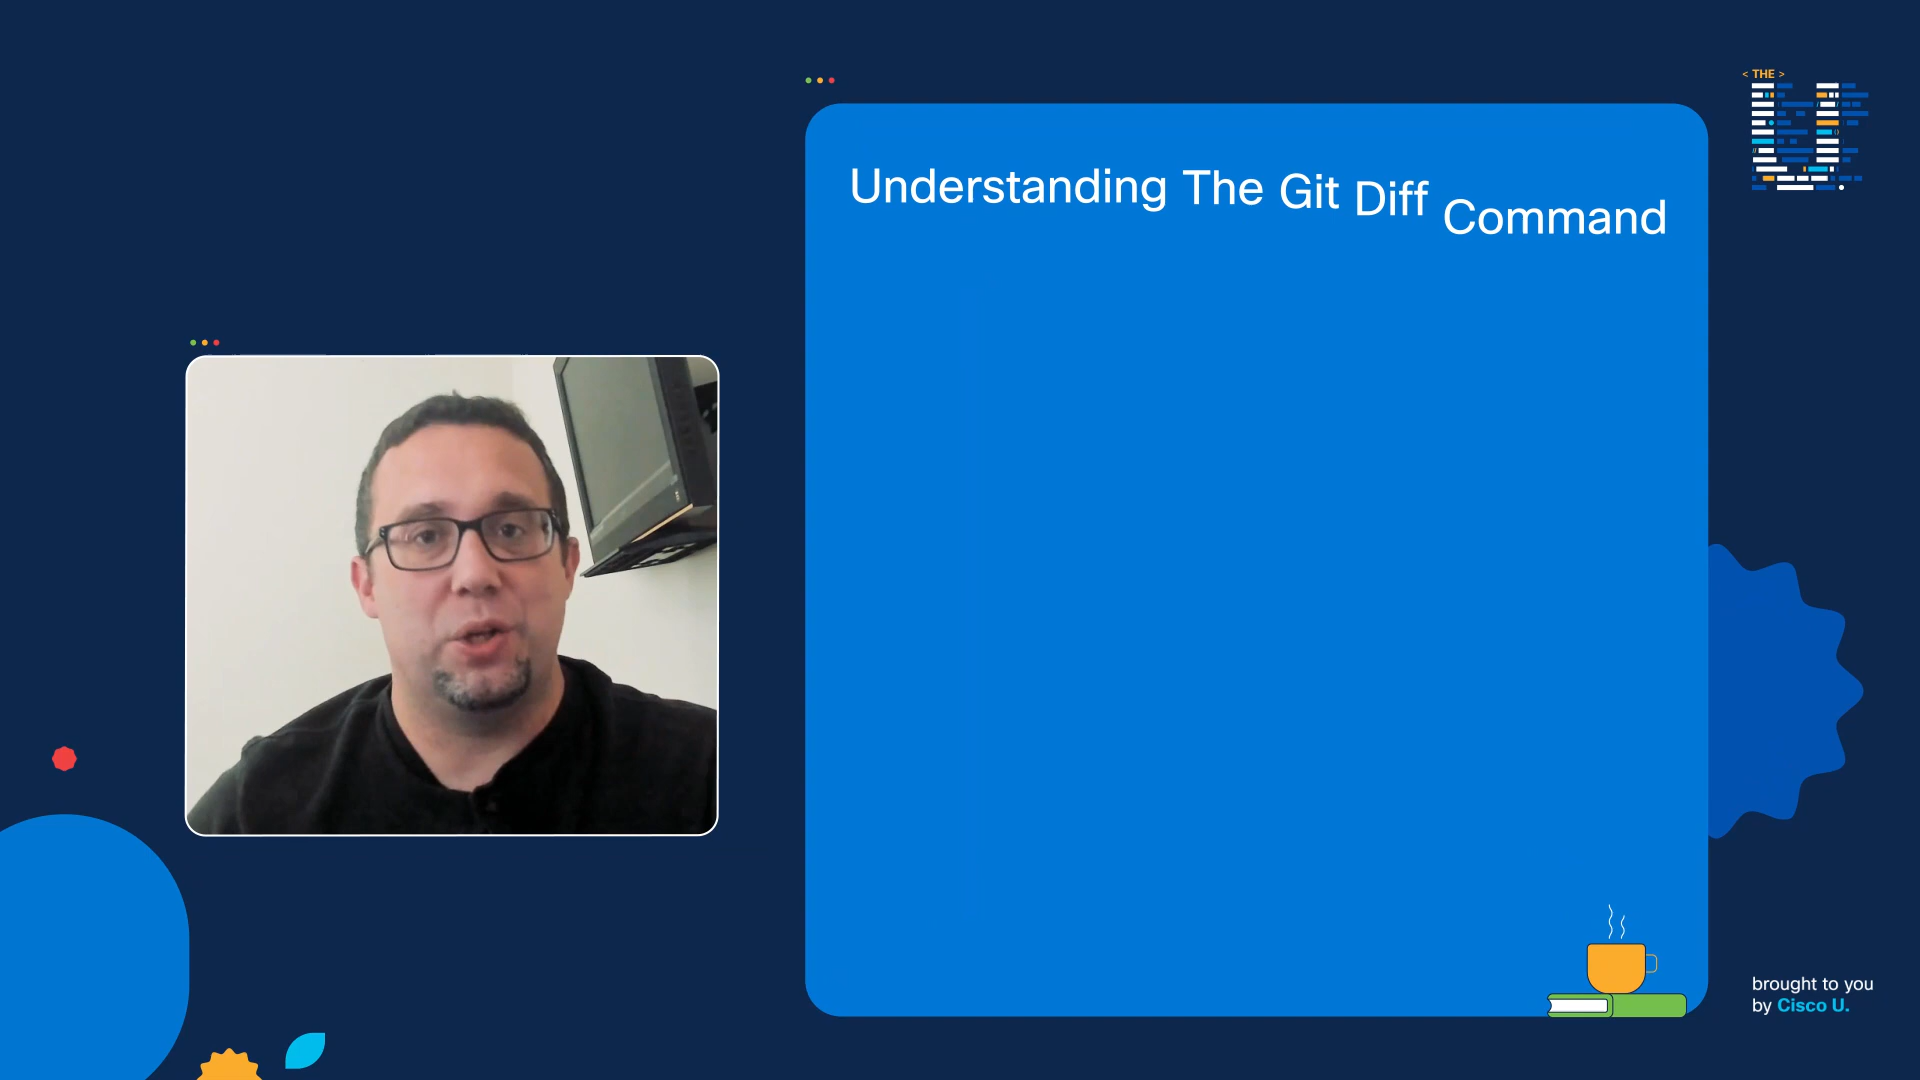 < THE >
Understanding The Git Diff Command
brought to you
by Cisco U.